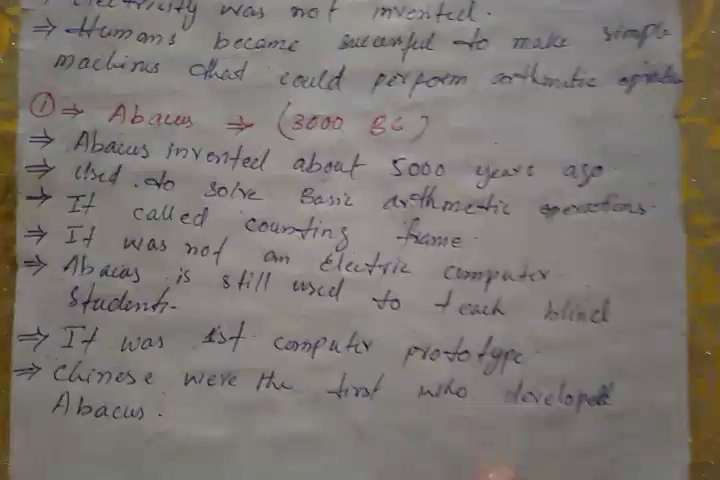 Electricity was not invented.
⇒ Humans became successful to make simple
machines that could perform arithmetic operation
① ⇒ Abacus ⇒ (3000 BC)
⇒ Abacus invented about 5000 years ago.
⇒ Used to solve Basic arithmetic operations.
⇒ It called counting frame.
⇒ It was not an Electric computer.
⇒ Abacus is still used to teach blind
Students.
⇒ It was 1st computer prototype.
⇒ Chinese were the first who developed
Abacus.